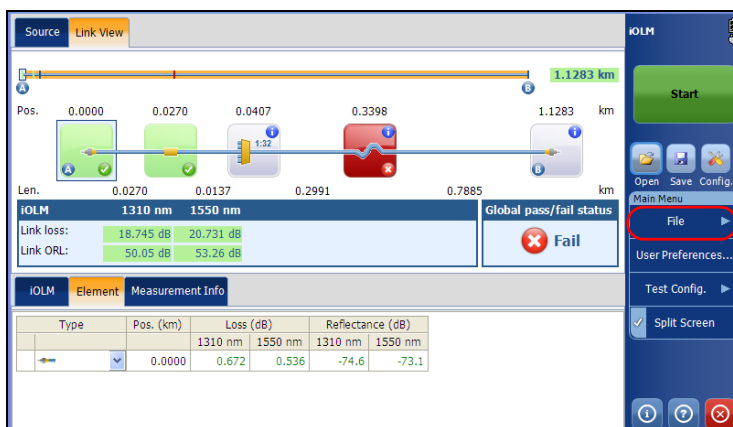 Source Link View
iOLM
1.1283 km
A B
Start
Pos. 0.0000 0.0270 0.0407 0.3398 1.1283 km
1:32
A B
Open Save Config.
Len. 0.0270 0.0137 0.2991 0.7885 km
Main Menu
iOLM 1310 nm 1550 nm Global pass/fail status
File
Link loss: 18.745 dB 20.731 dB
Fail
Link ORL: 50.05 dB 53.26 dB
User Preferences...
iOLM Element Measurement Info
Test Config.
Type Pos. (km) Loss (dB) Reflectance (dB)
Split Screen
1310 nm 1550 nm 1310 nm 1550 nm
0.0000 0.672 0.536 -74.6 -73.1